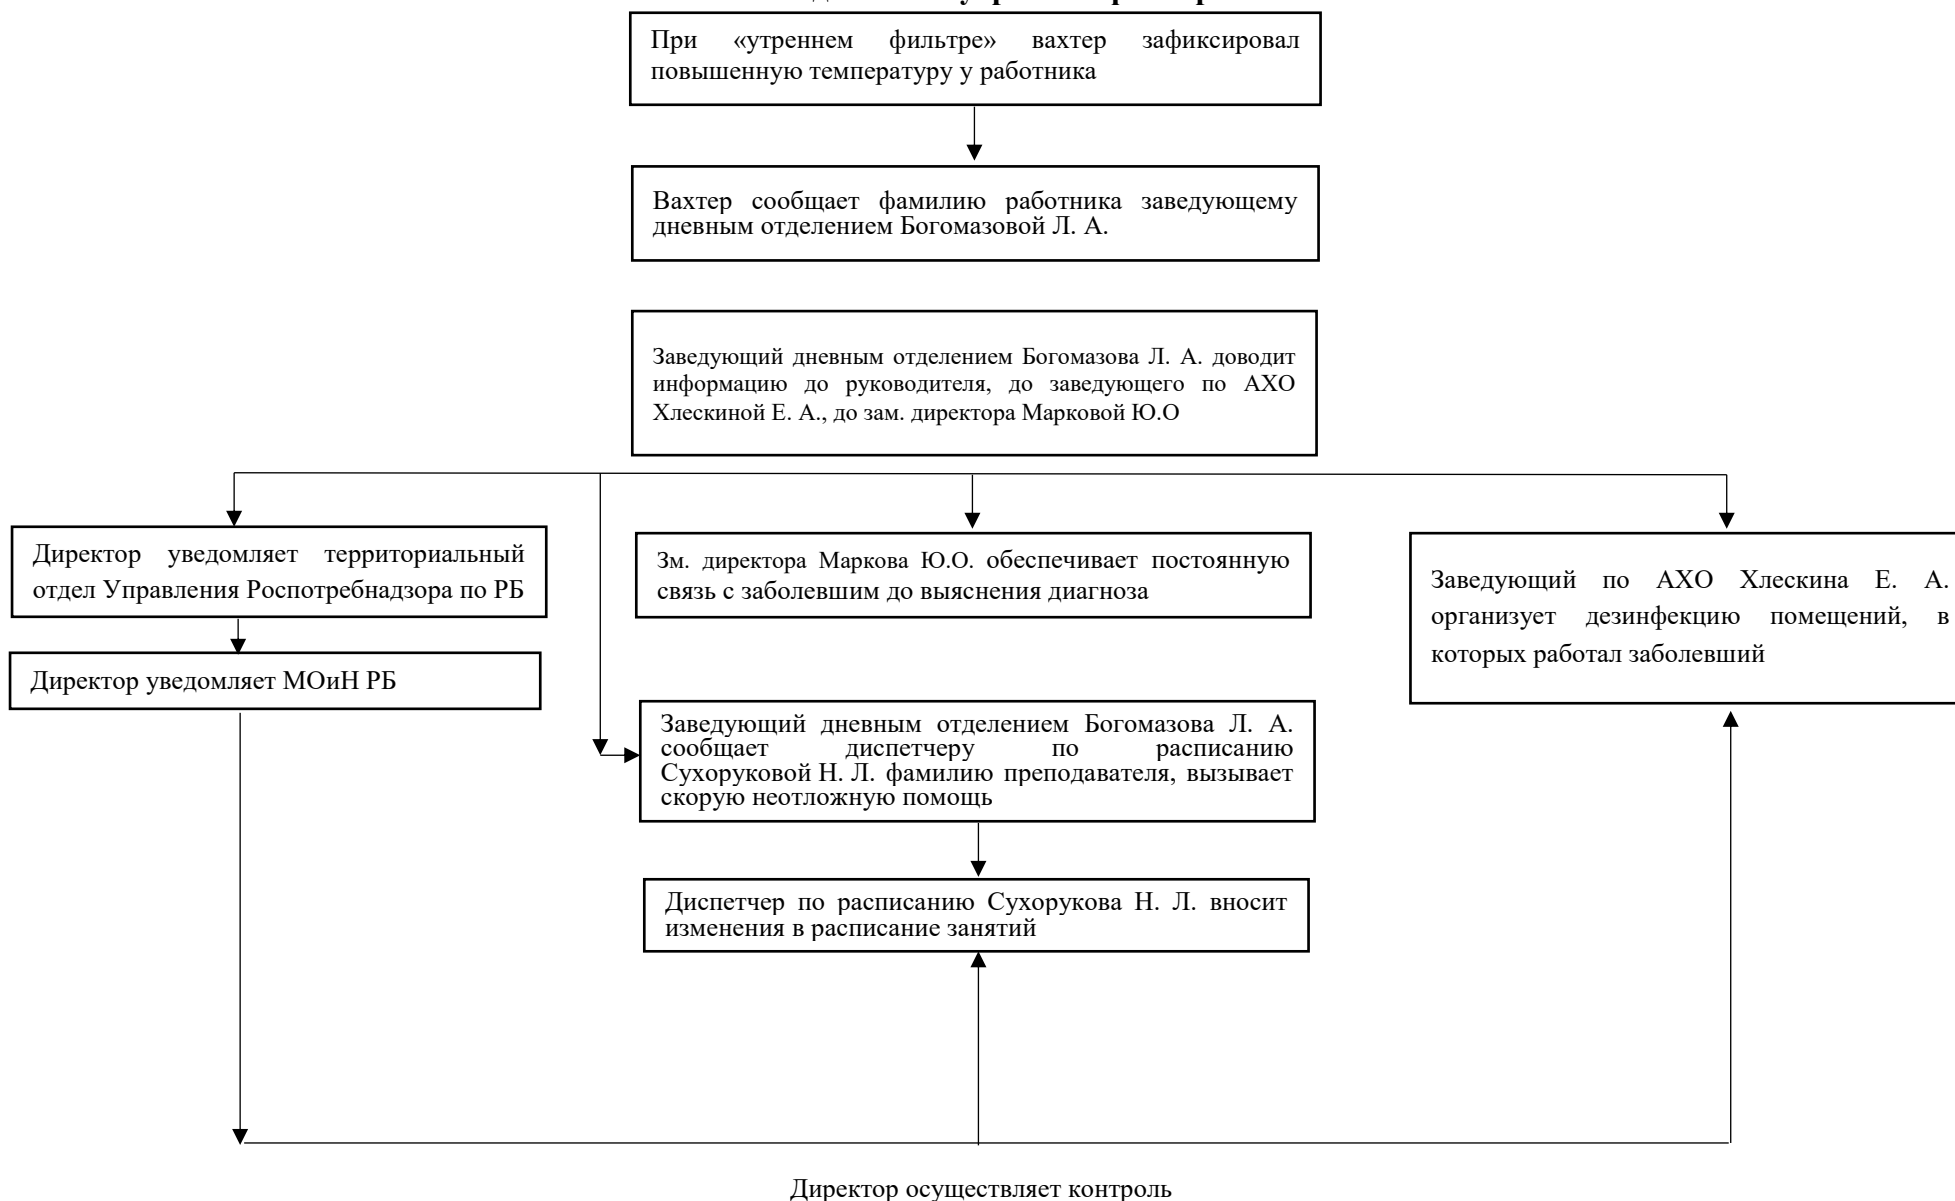 При «утреннем фильтре» вахтер зафиксировал
повышенную температуру у работника
Вахтер сообщает фамилию работника заведующему
дневным отделением Богомазовой Л. А.
Заведующий дневным отделением Богомазова Л. А. доводит
информацию до руководителя, до заведующего по АХО
Хлескиной Е. А., до зам. директора Марковой Ю.О
Директор уведомляет территориальный
отдел Управления Роспотребнадзора по РБ
Директор уведомляет МОиН РБ
Зм. директора Маркова Ю.О. обеспечивает постоянную
связь с заболевшим до выяснения диагноза
Заведующий по АХО Хлескина Е. А.
организует дезинфекцию помещений, в
которых работал заболевший
Заведующий дневным отделением Богомазова Л. А.
сообщает диспетчеру по расписанию
Сухоруковой Н. Л. фамилию преподавателя, вызывает
скорую неотложную помощь
Диспетчер по расписанию Сухорукова Н. Л. вносит
изменения в расписание занятий
Директор осуществляет контроль